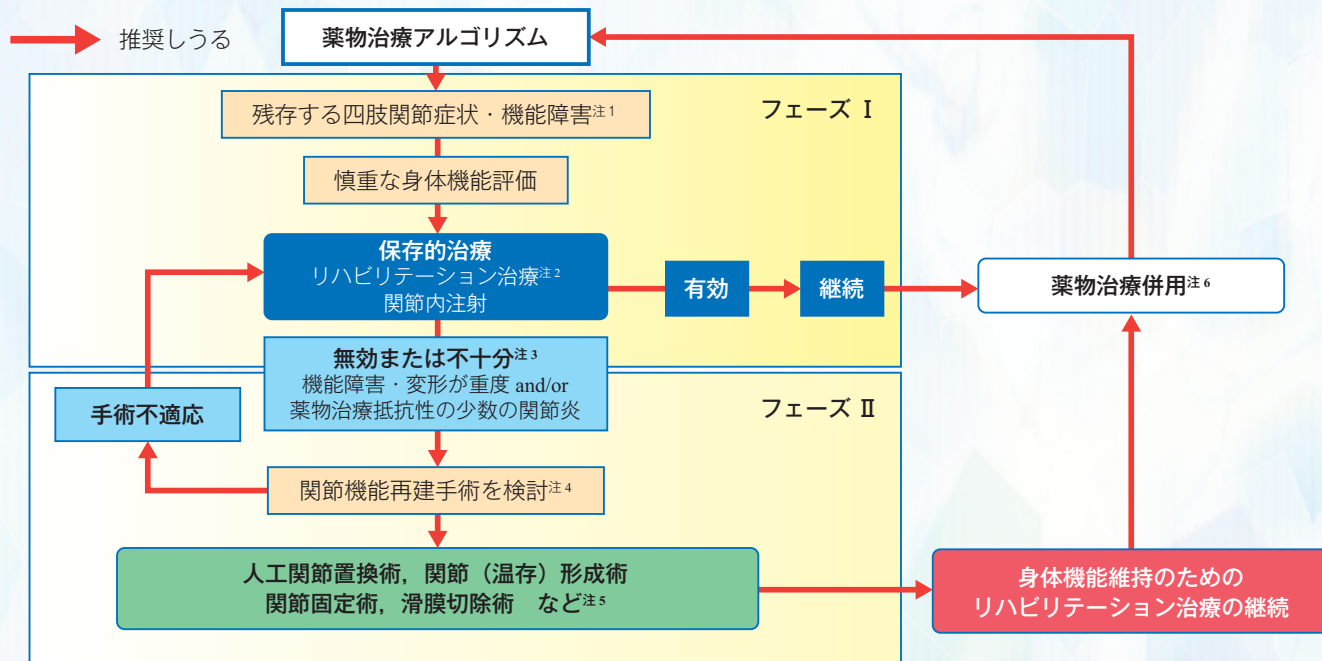 推奨しうる
薬物治療アルゴリズム
フェーズ Ⅰ
残存する四肢関節症状・機能障害注1
慎重な身体機能評価
保存的治療
リハビリテーション治療注2
関節内注射
有効
継続
薬物治療併用注6
無効または不十分注3
機能障害・変形が重度 and/or
薬物治療抵抗性の少数の関節炎
フェーズ Ⅱ
手術不適応
関節機能再建手術を検討注4
人工関節置換術，関節（温存）形成術
関節固定術，滑膜切除術　など注5
身体機能維持のための
リハビリテーション治療の継続